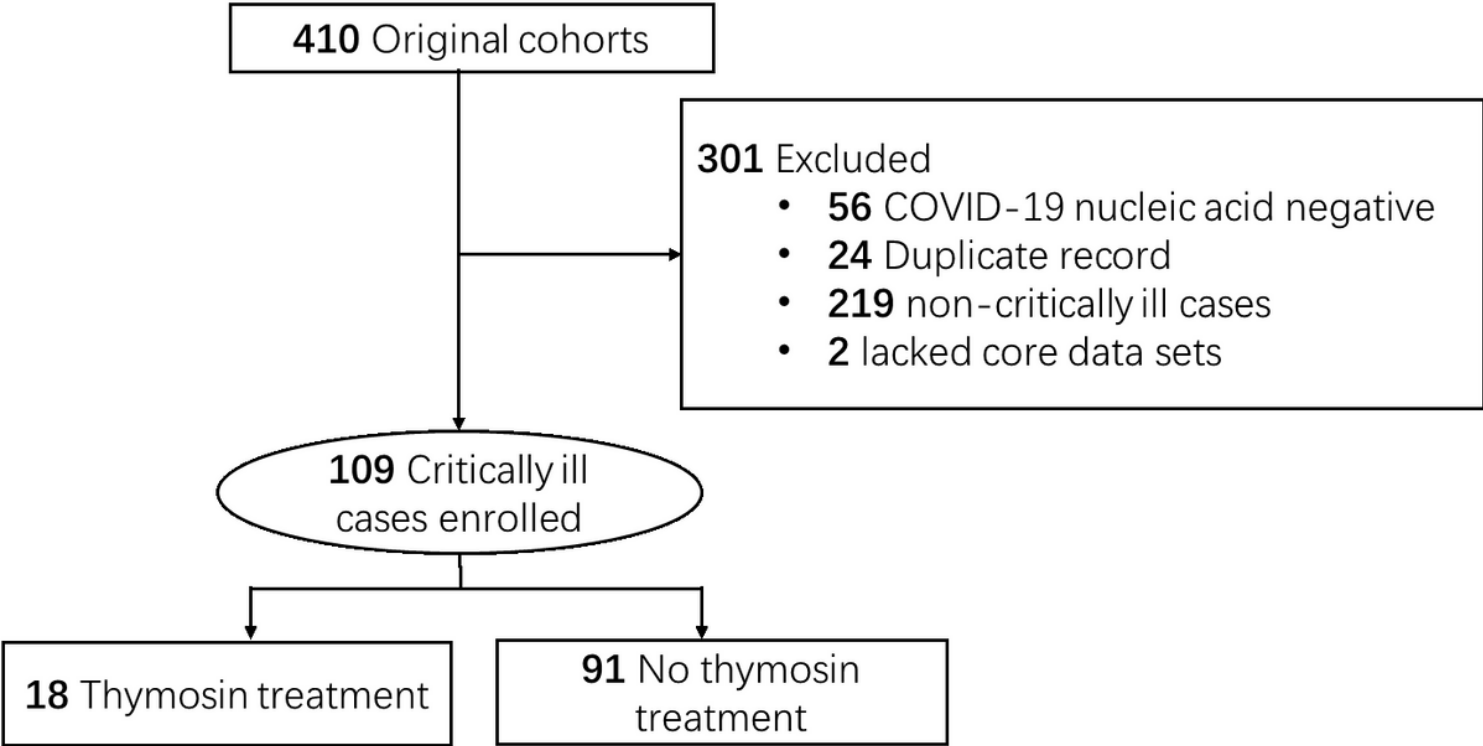 410 Original cohorts
301 Excluded
• 56 COVID-19 nucleic acid negative
• 24 Duplicate record
• 219 non-critically ill cases
• 2 lacked core data sets
109 Critically ill
cases enrolled
18 Thymosin treatment
91 No thymosin
treatment